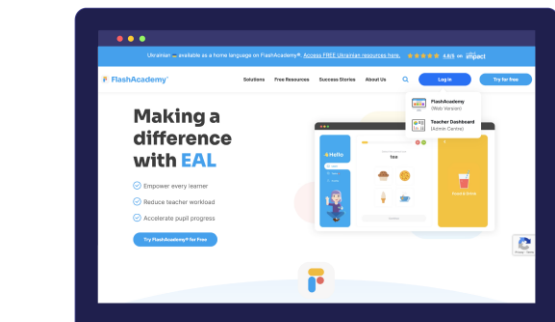 Ukrainian available as a home language on FlashAcademy®. Access FREE Ukrainian resources here.
4.8/5 on impact
FlashAcademy®
Solutions Free Resources Success Stories About Us Log in Try for free
FlashAcademy
(Web Version)
Teacher Dashboard
(Admin Centre)
Making a
difference
with EAL
Hello
Empower every learner
Reduce teacher workload
Accelerate pupil progress
Try FlashAcademy® for Free